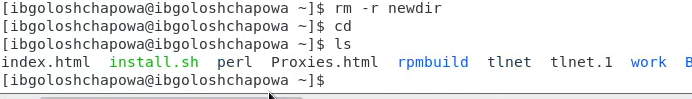 [ibgoloshchapowa@ibgoloshchapowa ~]$ rm -r newdir
[ibgoloshchapowa@ibgoloshchapowa ~]$ cd
[ibgoloshchapowa@ibgoloshchapowa ~]$ ls
index.html install.sh perl Proxies.html rpmbuild tlnet tlnet.1 work
[ibgoloshchapowa@ibgoloshchapowa ~]$